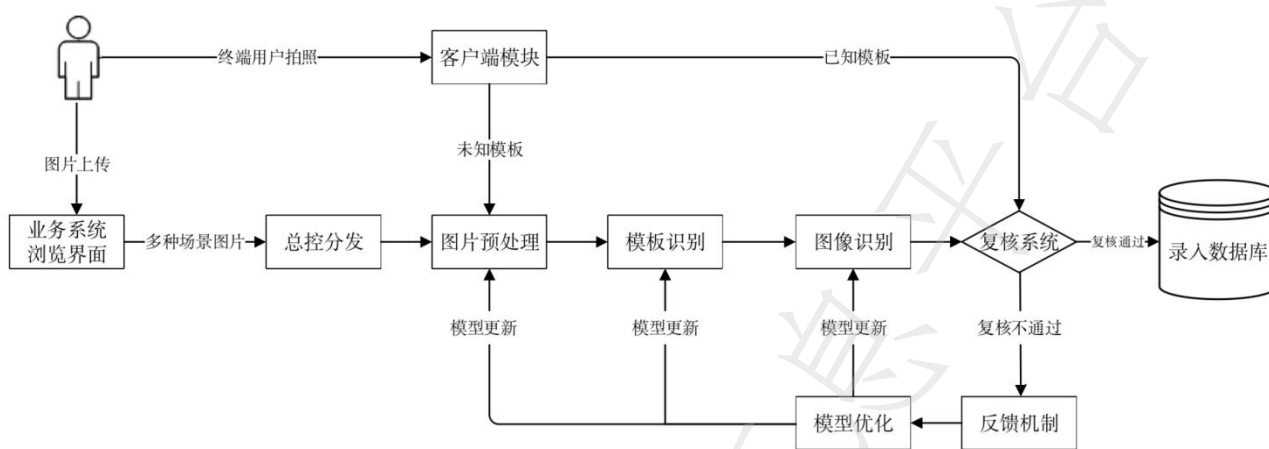 终端用户拍照
客户端模块
已知模板
图片上传
未知模板
业务系统
浏览界面
多种场景图片
总控分发
图片预处理
模板识别
图像识别
复核系统
复核通过
录入数据库
模型更新
模型更新
模型更新
复核不通过
模型优化
反馈机制